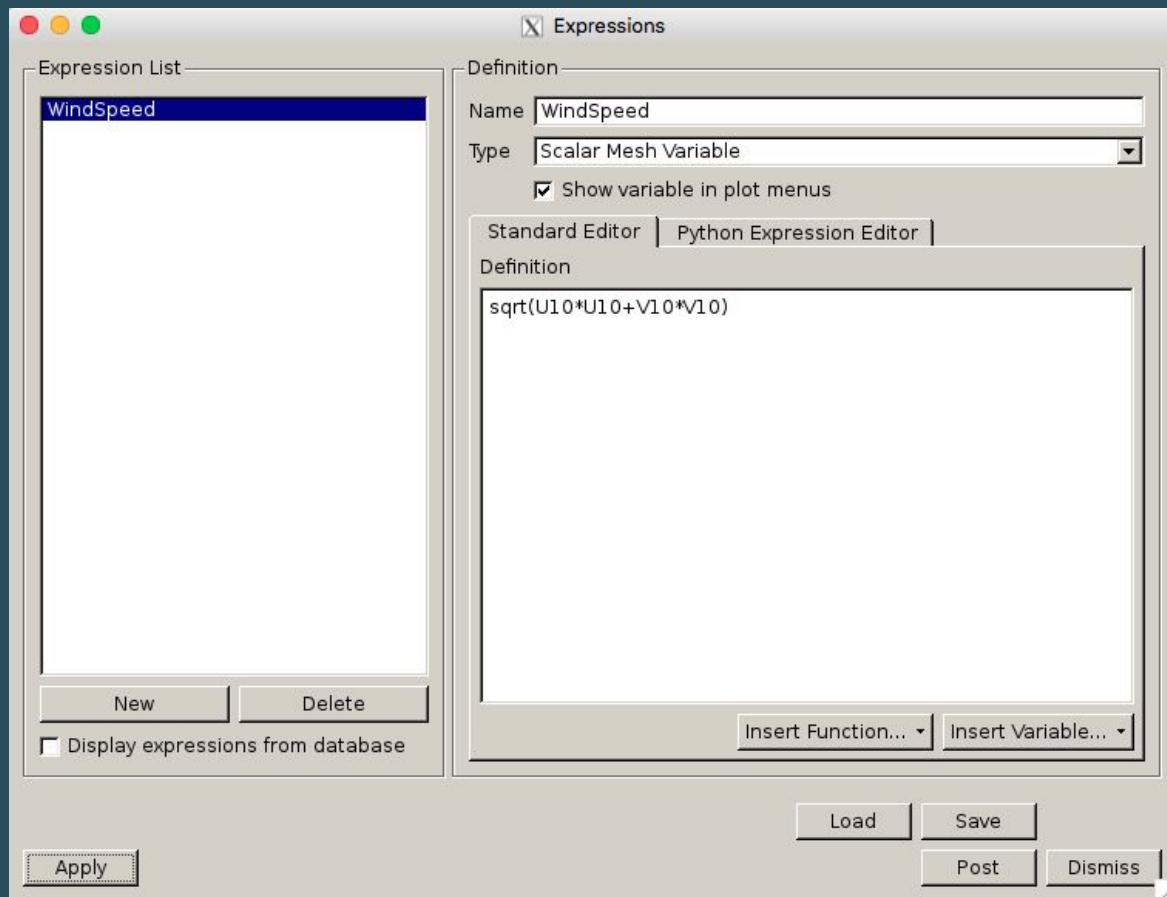 Expressions
Expression List
WindSpeed
New
Delete
Display expressions from database
Definition
Name WindSpeed
Type Scalar Mesh Variable
Show variable in plot menus
Standard Editor
Python Expression Editor
Definition
sqrt(U10*U10+V10*V10)
Insert Function...
Insert Variable...
Load
Save
Apply
Post
Dismiss